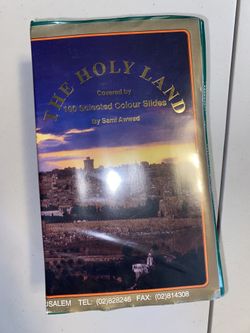 THE HOLY LAND
Covered by
100 Selected Colour Slides
By Sami Awwad
USALEM TEL: (02)828246 FAX: (02)814308